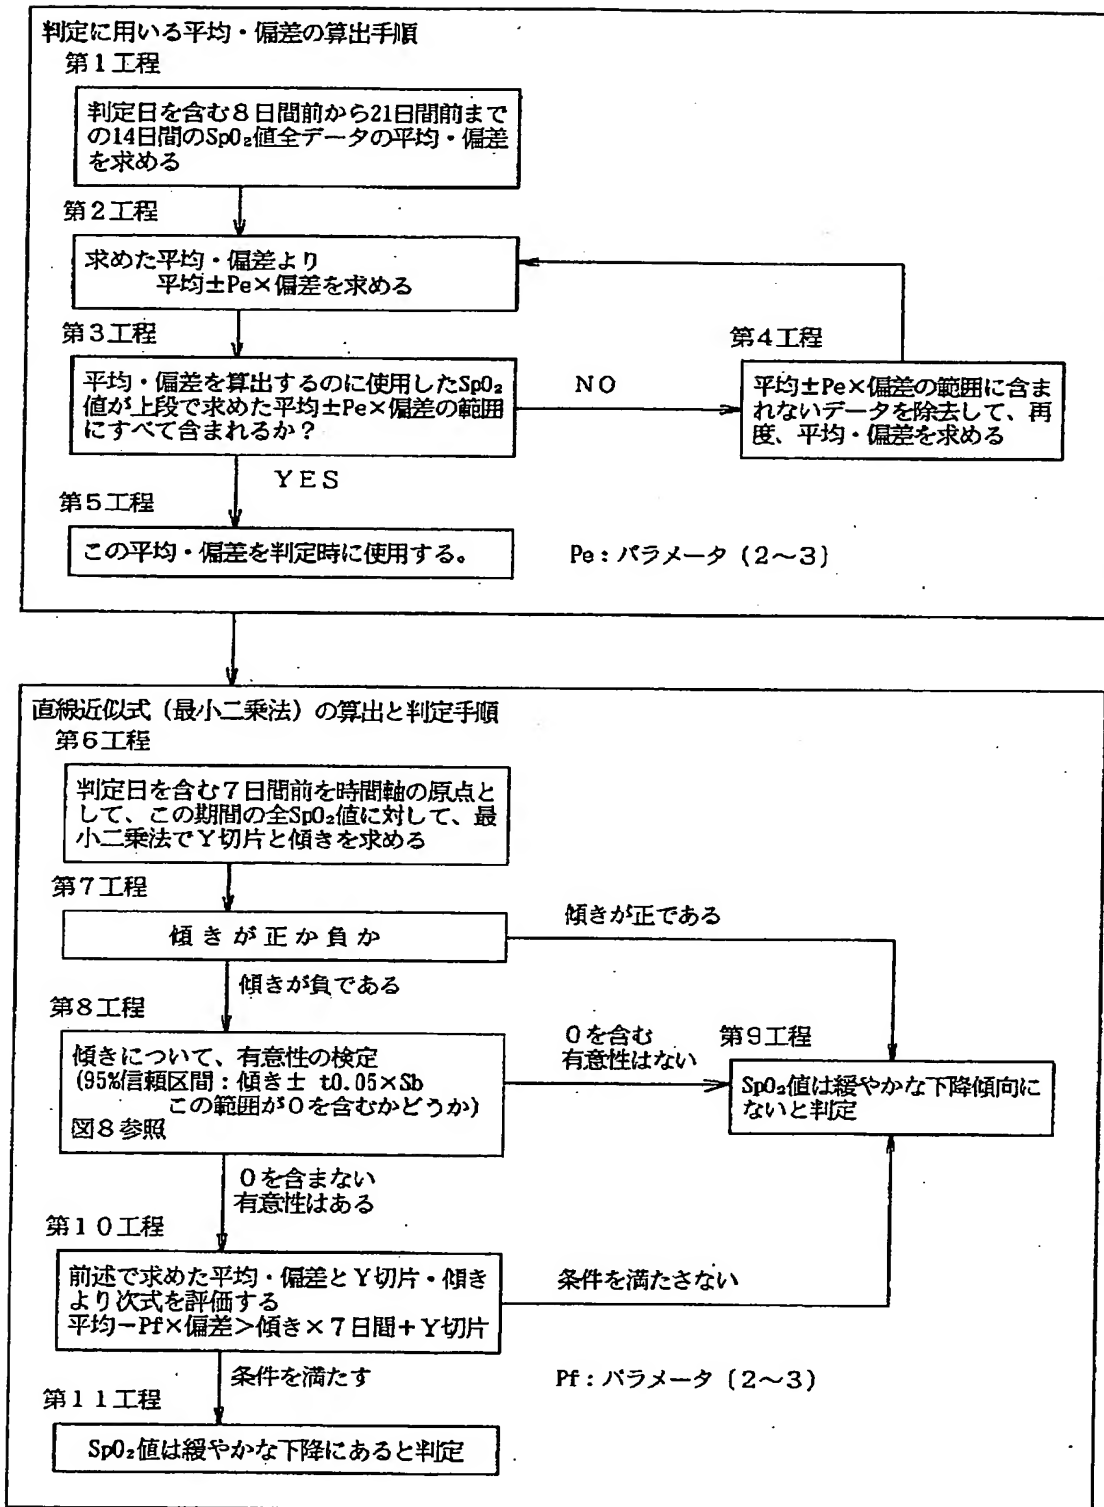 判定に用いる平均・偏差の算出手順
第1工程
判定日を含む8日間前から21日間前まで
の14日間のSpO₂値全データの平均・偏差
を求める
第2工程
求めた平均・偏差より
平均±Pe×偏差を求める
第3工程
平均・偏差を算出するのに使用したSpO₂
値が上段で求めた平均±Pe×偏差の範囲
にすべて含まれるか?
NO
第4工程
平均±Pe×偏差の範囲に含ま
れないデータを除去して、再
度、平均・偏差を求める
YES
第5工程
この平均・偏差を判定時に使用する。
Pe:パラメータ(2~3)
直線近似式(最小二乗法)の算出と判定手順
第6工程
判定日を含む7日間前を時間軸の原点と
して、この期間の全SpO₂値に対して、最
小二乗法でY切片と傾きを求める
第7工程
傾きが正か負か
傾きが正である
傾きが負である
第8工程
傾きについて、有意性の検定
(95%信頼区間:傾き± t0.05×Sb
この範囲が0を含むかどうか)
図8参照
0を含む
有意性はない
第9工程
SpO₂値は緩やかな下降傾向に
ないと判定
0を含まない
有意性はある
第10工程
前述で求めた平均・偏差とY切片・傾き
より次式を評価する
平均−Pf×偏差>傾き×7日間+Y切片
条件を満たさない
条件を満たす
Pf:パラメータ(2~3)
第11工程
SpO₂値は緩やかな下降にあると判定